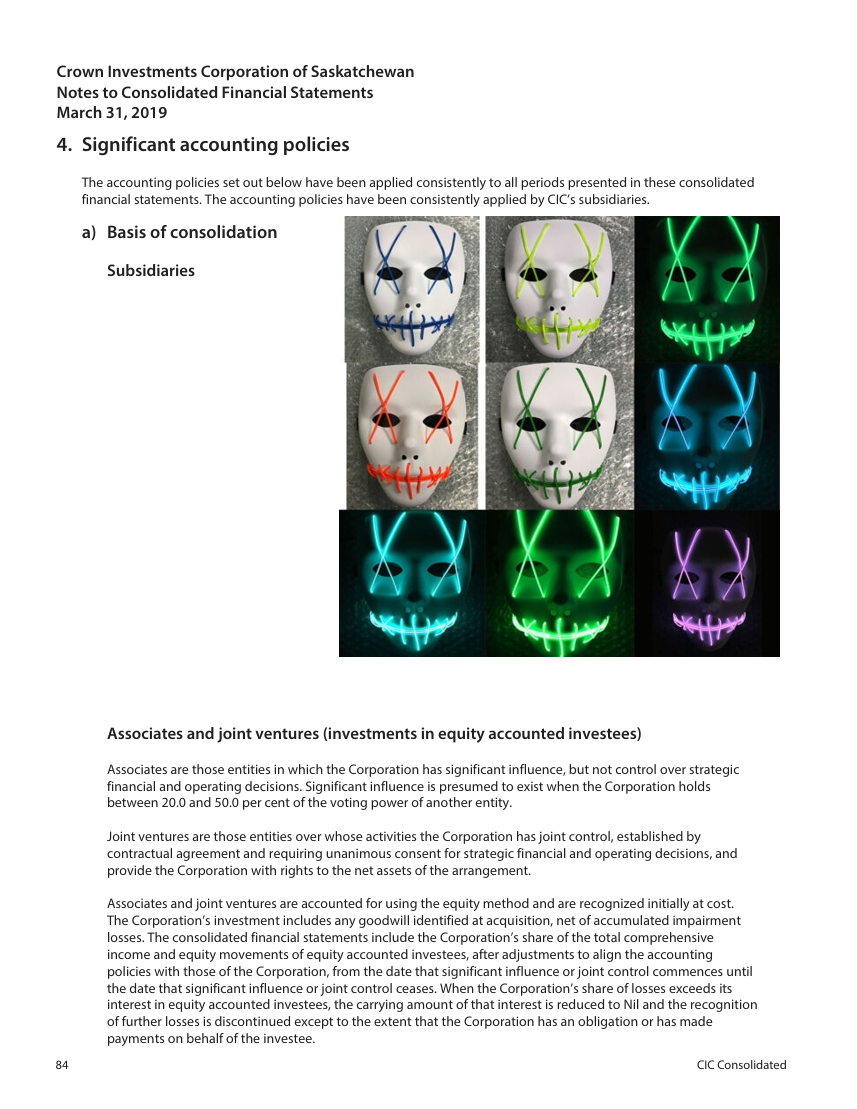 Crown Investments Corporation of Saskatchewan
Notes to Consolidated Financial Statements
March 31, 2019
4. Significant accounting policies
The accounting policies set out below have been applied consistently to all periods presented in these consolidated
financial statements. The accounting policies have been consistently applied by CIC's subsidiaries.
a) Basis of consolidation
Subsidiaries
Associates and joint ventures (investments in equity accounted investees)
Associates are those entities in which the Corporation has significant influence, but not control over strategic
financial and operating decisions. Significant influence is presumed to exist when the Corporation holds
between 20.0 and 50.0 per cent of the voting power of another entity.
Joint ventures are those entities over whose activities the Corporation has joint control, established by
contractual agreement and requiring unanimous consent for strategic financial and operating decisions, and
provide the Corporation with rights to the net assets of the arrangement.
Associates and joint ventures are accounted for using the equity method and are recognized initially at cost.
The Corporation's investment includes any goodwill identified at acquisition, net of accumulated impairment
losses. The consolidated financial statements include the Corporation's share of the total comprehensive
income and equity movements of equity accounted investees, after adjustments to align the accounting
policies with those of the Corporation, from the date that significant influence or joint control commences until
the date that significant influence or joint control ceases. When the Corporation's share of losses exceeds its
interest in equity accounted investees, the carrying amount of that interest is reduced to Nil and the recognition
of further losses is discontinued except to the extent that the Corporation has an obligation or has made
payments on behalf of the investee.
84
CIC Consolidated